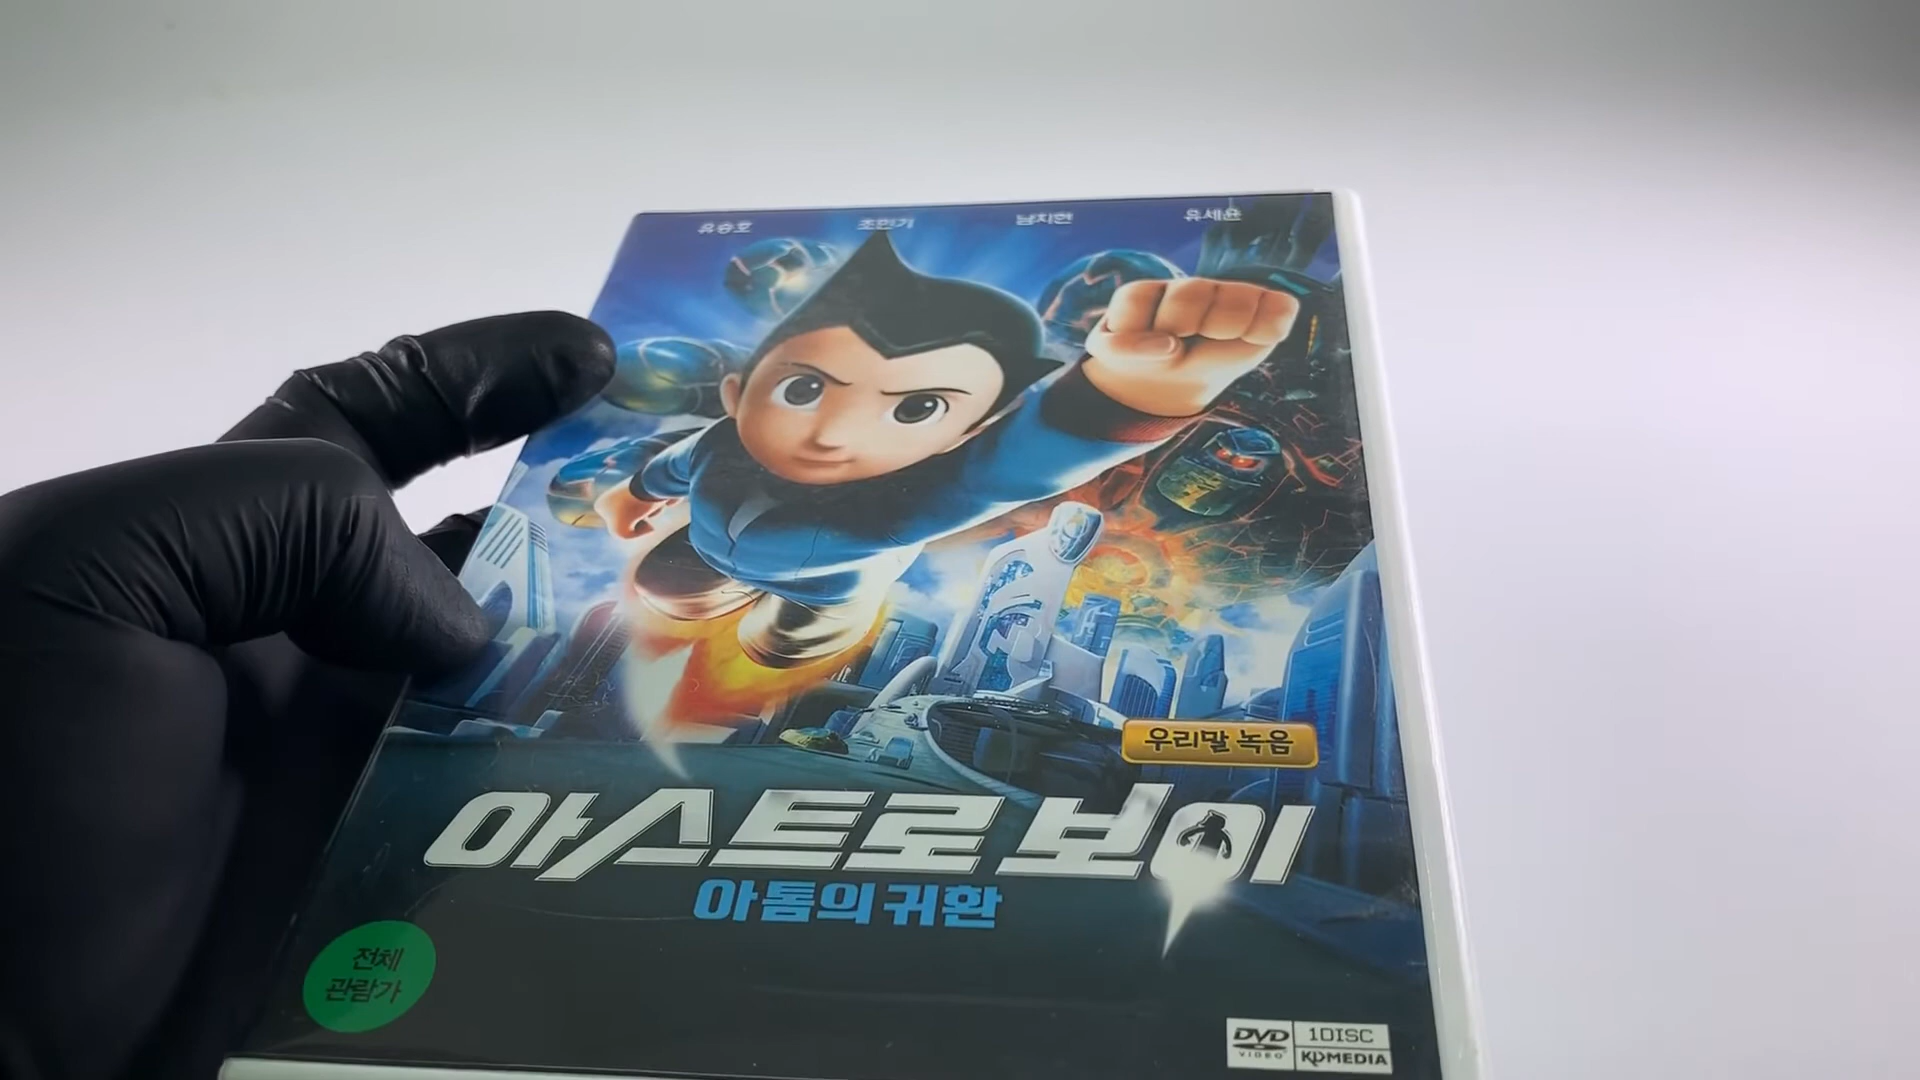 유승호 조민기 남지현 유세윤
우리말 녹음
아스트로 보이
아톰의 귀환
전체
관람가
DVD
VIDEO
1DISC
KDMEDIA